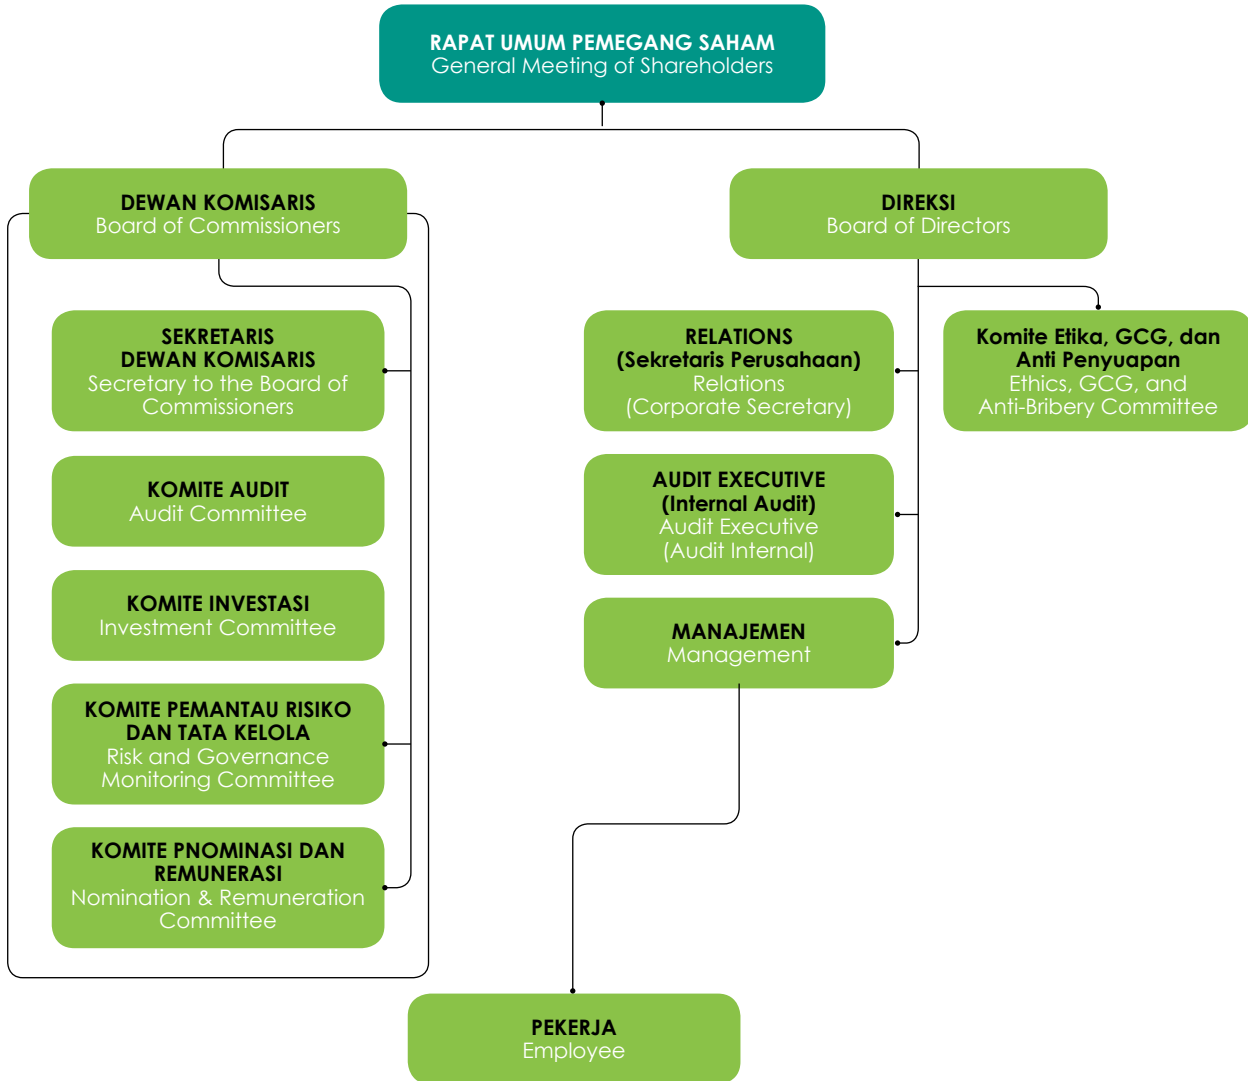 RAPAT UMUM PEMEGANG SAHAM
General Meeting of Shareholders
DEWAN KOMISARIS
Board of Commissioners
DIREKSI
Board of Directors
SEKRETARIS
DEWAN KOMISARIS
Secretary to the Board of
Commissioners
RELATIONS
(Sekretaris Perusahaan)
Relations
(Corporate Secretary)
Komite Etika, GCG, dan
Anti Penyuapan
Ethics, GCG, and
Anti-Bribery Committee
KOMITE AUDIT
Audit Committee
AUDIT EXECUTIVE
(Internal Audit)
Audit Executive
(Audit Internal)
KOMITE INVESTASI
Investment Committee
MANAJEMEN
Management
KOMITE PEMANTAU RISIKO
DAN TATA KELOLA
Risk and Governance
Monitoring Committee
KOMITE PNOMINASI DAN
REMUNERASI
Nomination & Remuneration
Committee
PEKERJA
Employee